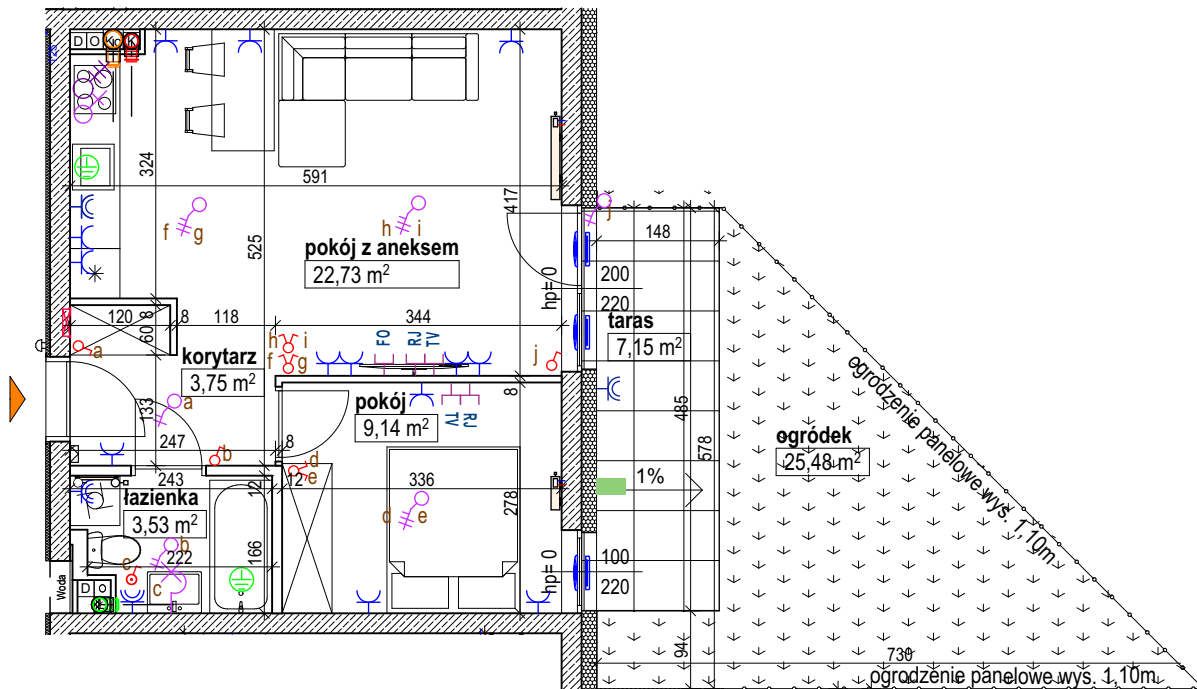 D O Kio K
324
591
417
148
f g
h i
j
525
pokój z aneksem
22,73 m²
hp= 0
200
220
120
8
8
118
344
60
taras
7,15 m²
a
h i
f g
FO
RJ
TV
j
korytarz
3,75 m²
133
a
pokój
9,14 m²
8
TV
RJ
485
578
ogrodzenie panelowe wys. 1,10m
ogródek
25,48 m²
247
8
b
d
e
243
12
12
336
278
1%
łazienka
3,53 m²
d e
b
222
166
c
c
hp= 0
100
220
Woda
D O
94
730
ogrodzenie panelowe wys. 1,10m